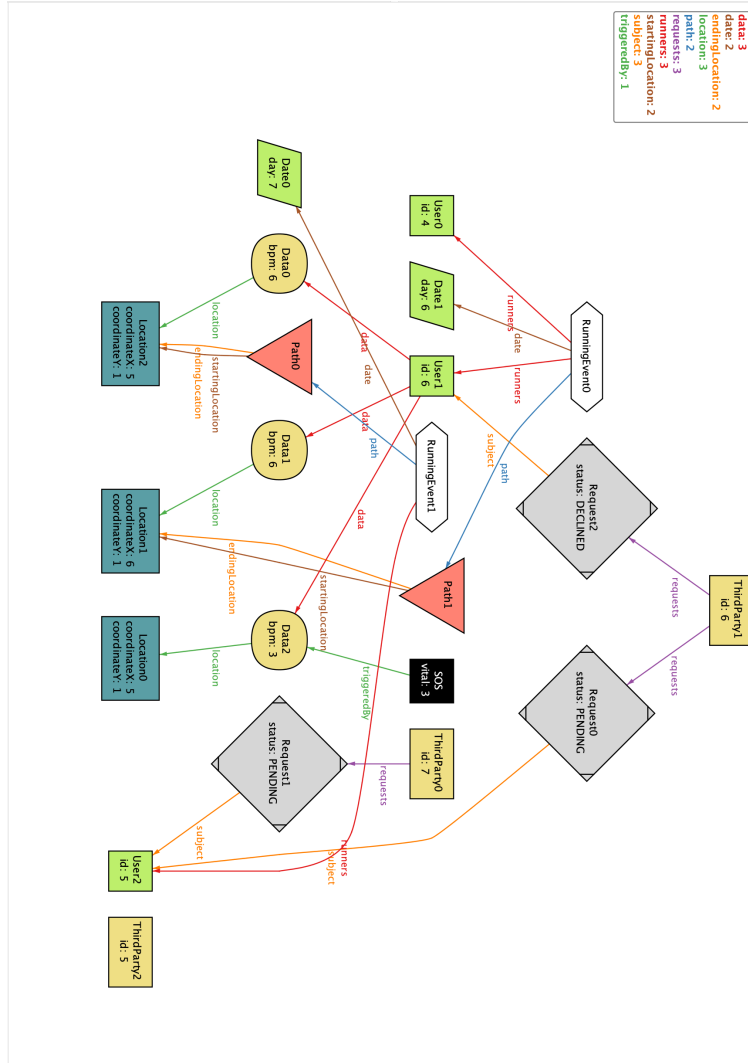 data: 3
date: 2
endingLocation: 2
location: 3
path: 2
requests: 3
runners: 3
startingLocation: 2
subject: 3
triggeredBy: 1
ThirdParty1
id: 6
requests
requests
RunningEvent0
Request2
status: DECLINED
Request0
status: PENDING
runners
date
runners
path
subject
User0
id: 4
Date1
day: 6
User1
id: 6
RunningEvent1
Path1
SOS
vital: 3
ThirdParty0
id: 7
data
date
data
path
data
startingLocation
triggeredBy
requests
runners
subject
Date0
day: 7
Data0
bpm: 6
Path0
Data1
bpm: 6
Data2
bpm: 3
Request1
status: PENDING
location
startingLocation
endingLocation
location
endingLocation
location
subject
Location2
coordinateX: 5
coordinateY: 1
Location1
coordinateX: 6
coordinateY: 1
Location0
coordinateX: 5
coordinateY: 1
User2
id: 5
ThirdParty2
id: 5